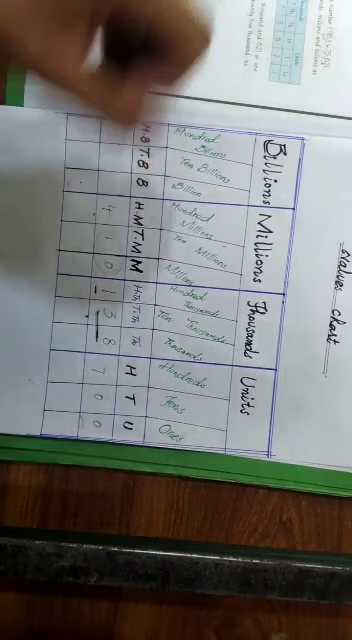 Values chart
Billions Millions Thousands Units
Hundred Billions Ten Billions Billion Hundred Millions Ten Millions Million Hundred Thousands Ten Thousands Thousands Hundreds Tens Ones
H.B T.B B H.M T.M M H.Th T.Th Th H T U
4 1 0 1 3 8 7 0 0